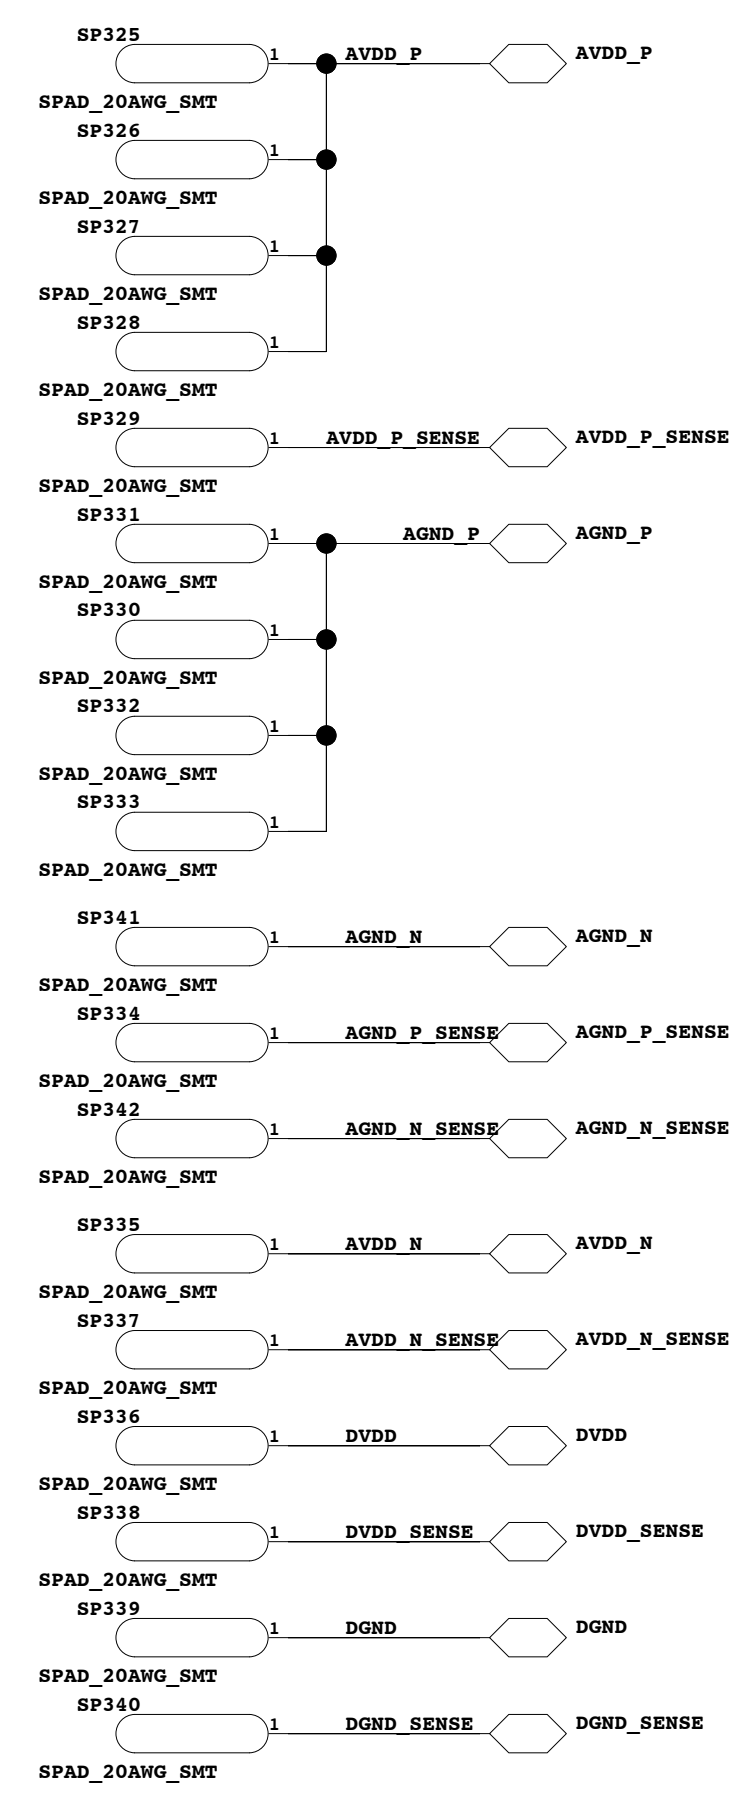 SP325
1 AVDD_P AVDD_P
SPAD_20AWG_SMT
SP326
1
SPAD_20AWG_SMT
SP327
1
SPAD_20AWG_SMT
SP328
1
SPAD_20AWG_SMT
SP329
1 AVDD_P_SENSE AVDD_P_SENSE
SPAD_20AWG_SMT
SP331
1 AGND_P AGND_P
SPAD_20AWG_SMT
SP330
1
SPAD_20AWG_SMT
SP332
1
SPAD_20AWG_SMT
SP333
1
SPAD_20AWG_SMT
SP341
1 AGND_N AGND_N
SPAD_20AWG_SMT
SP334
1 AGND_P_SENSE AGND_P_SENSE
SPAD_20AWG_SMT
SP342
1 AGND_N_SENSE AGND_N_SENSE
SPAD_20AWG_SMT
SP335
1 AVDD_N AVDD_N
SPAD_20AWG_SMT
SP337
1 AVDD_N_SENSE AVDD_N_SENSE
SPAD_20AWG_SMT
SP336
1 DVDD DVDD
SPAD_20AWG_SMT
SP338
1 DVDD_SENSE DVDD_SENSE
SPAD_20AWG_SMT
SP339
1 DGND DGND
SPAD_20AWG_SMT
SP340
1 DGND_SENSE DGND_SENSE
SPAD_20AWG_SMT